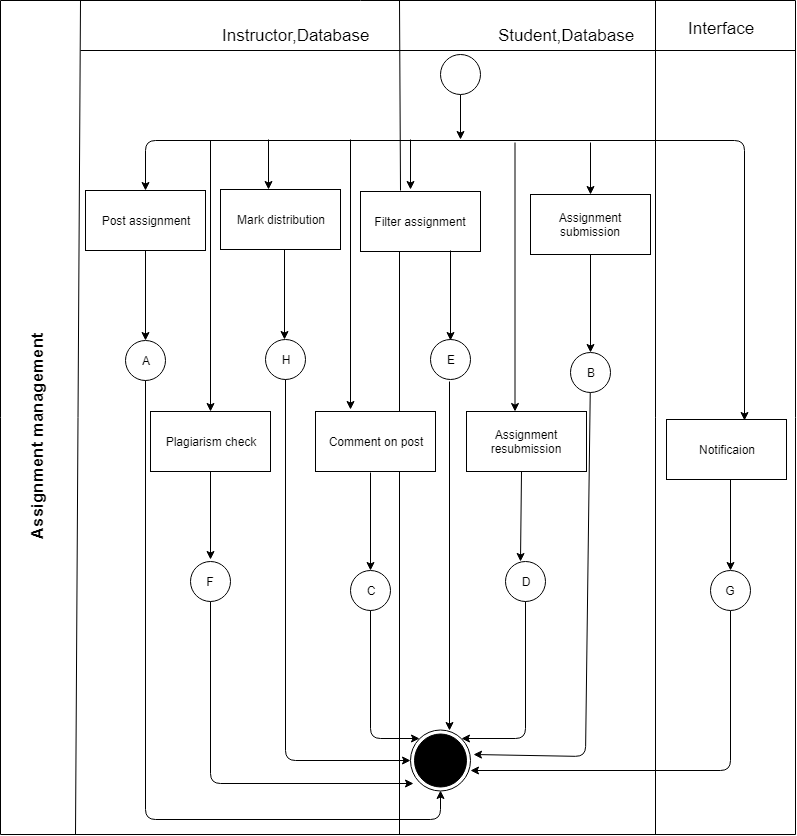 Instructor,Database
Student,Database
Interface
Assignment management
Post assignment
Mark distribution
Filter assignment
Assignment
submission
A
H
E
B
Plagiarism check
Comment on post
Assignment
resubmission
Notificaion
F
C
D
G